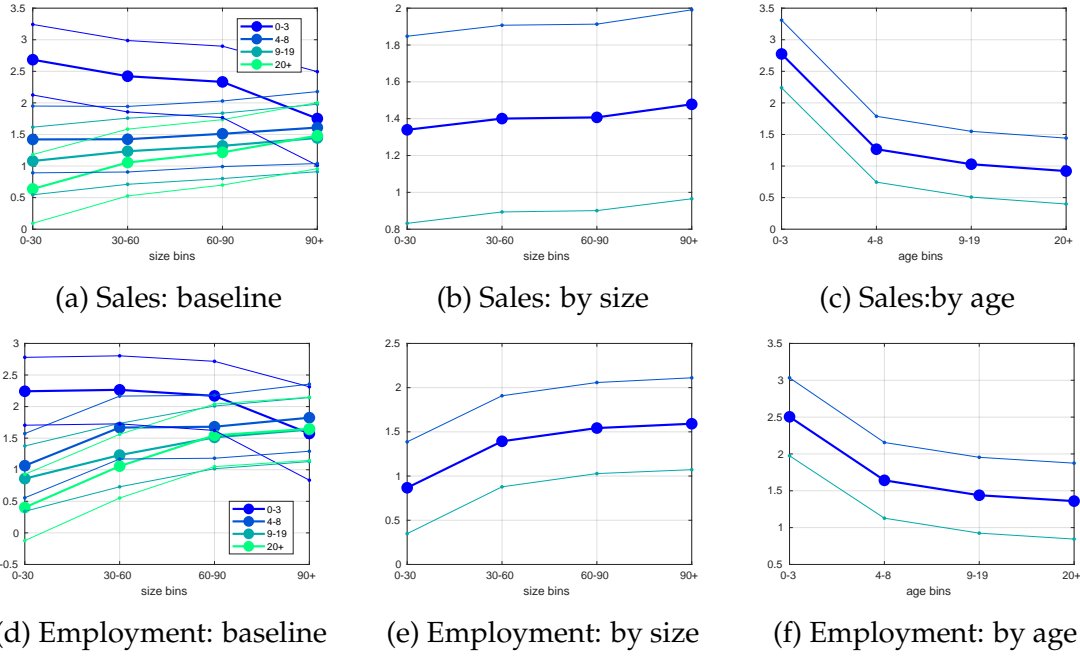 3.5
3
2.5
2
1.5
1
0.5
0
0-30 30-60 60-90 90+
size bins
0-3
4-8
9-19
20+
(a) Sales: baseline
2
1.8
1.6
1.4
1.2
1
0.8
0-30 30-60 60-90 90+
size bins
(b) Sales: by size
3.5
3
2.5
2
1.5
1
0.5
0
0-3 4-8 9-19 20+
age bins
(c) Sales:by age
3
2.5
2
1.5
1
0.5
0
-0.5
0-30 30-60 60-90 90+
size bins
0-3
4-8
9-19
20+
(d) Employment: baseline
2.5
2
1.5
1
0.5
0
0-30 30-60 60-90 90+
size bins
(e) Employment: by size
3.5
3
2.5
2
1.5
1
0.5
0-3 4-8 9-19 20+
age bins
(f) Employment: by age